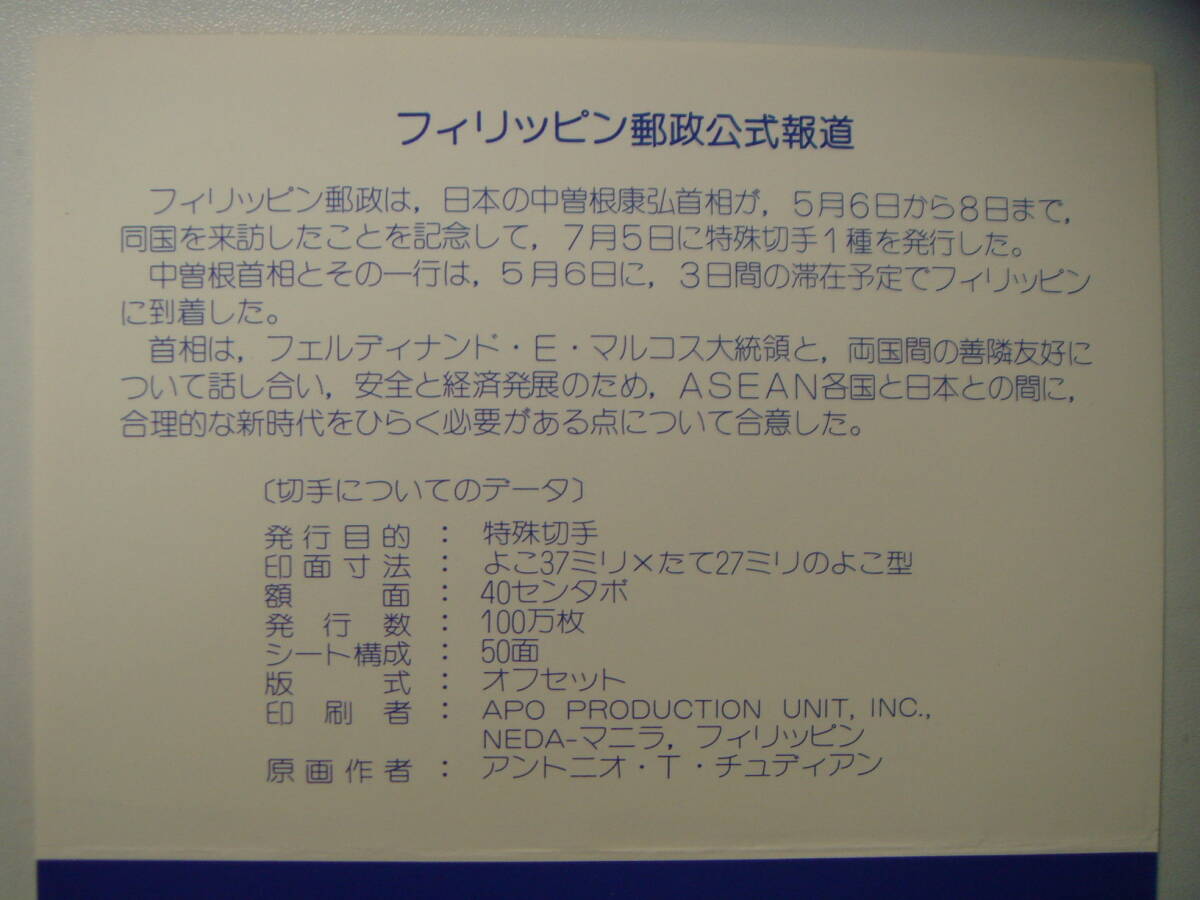 フィリッピン郵政公式報道
フィリッピン郵政は，日本の中曽根康弘首相が，５月６日から８日まで，
同国を来訪したことを記念して，７月５日に特殊切手１種を発行した。
中曽根首相とその一行は，５月６日に，３日間の滞在予定でフィリッピン
に到着した。
首相は，フェルディナンド・Ｅ・マルコス大統領と，両国間の善隣友好に
ついて話し合い，安全と経済発展のため，ＡＳＥＡＮ各国と日本との間に，
合理的な新時代をひらく必要がある点について合意した。
〔切手についてのデータ〕
発行目的：特殊切手
印面寸法：よこ37ミリ×たて27ミリのよこ型
額面：40センタボ
発行数：100万枚
シート構成：50面
版式：オフセット
印刷者：APO PRODUCTION UNIT, INC.,
NEDA-マニラ，フィリッピン
原画作者：アントニオ・Ｔ・チュディアン